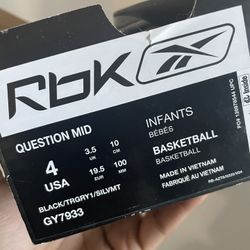 Rbk
QUESTION MID
INFANTS
BÉBÉS
4
USA
3.5
UK
10
CM
19.5
EUR
100
MM
BASKETBALL
BASKETBALL
BLACK/TRGRY1/SILVMT
GY7933
MADE IN VIETNAM
FABRIQUÉ AU VIETNAM